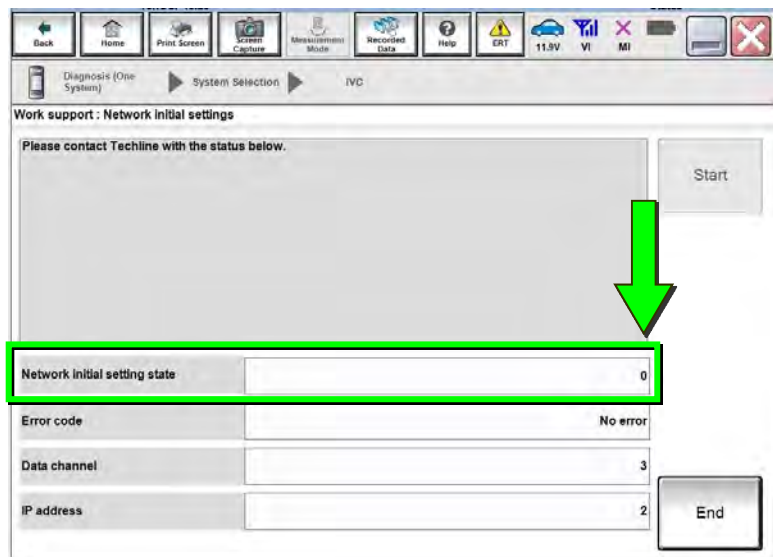 Back
Home
Print Screen
Screen Capture
Measurement Mode
Recorded Data
Help
ERT
11.9V
VI
MI
Diagnosis (One System)
System Selection
IVC
Work support : Network initial settings
Please contact Techline with the status below.
Start
Network initial setting state
0
Error code
No error
Data channel
3
IP address
2
End